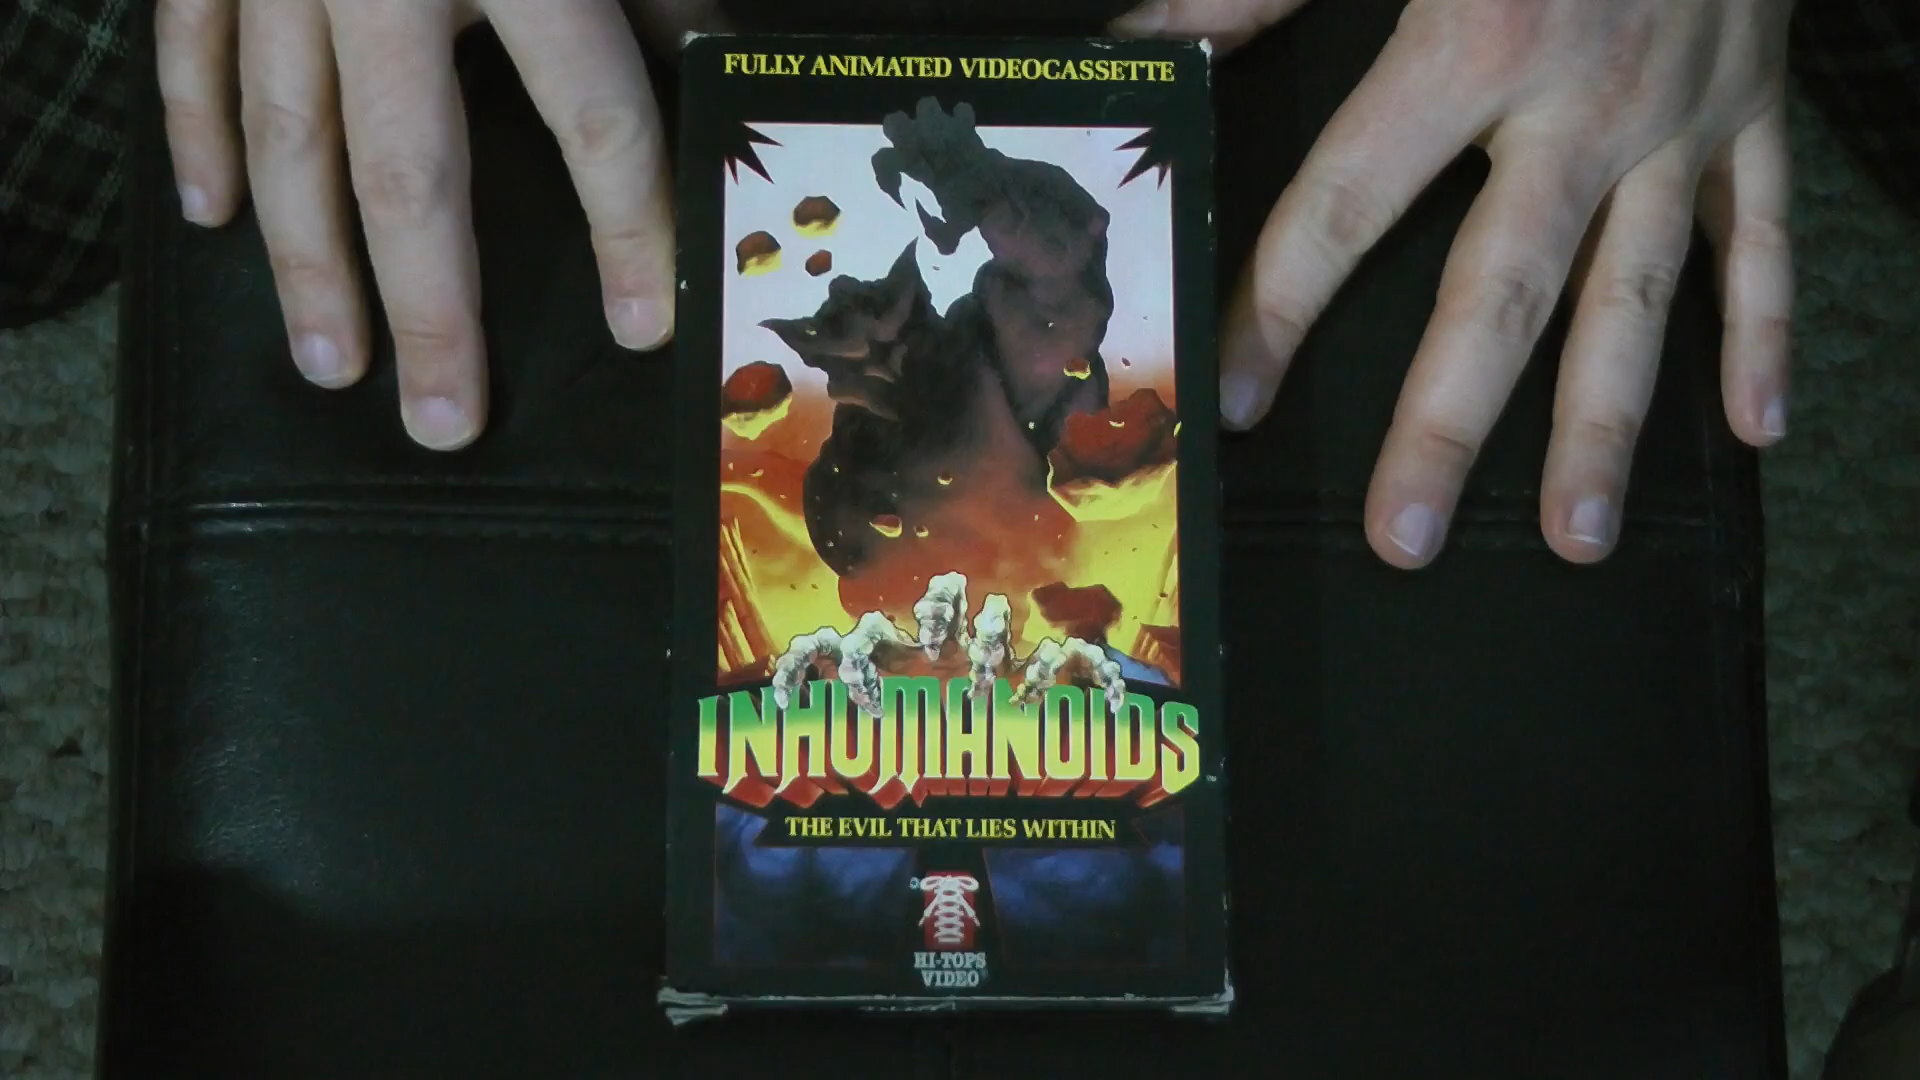 FULLY ANIMATED VIDEOCASSETTE
INHUMANOIDS
THE EVIL THAT LIES WITHIN
HI-TOPS
VIDEO